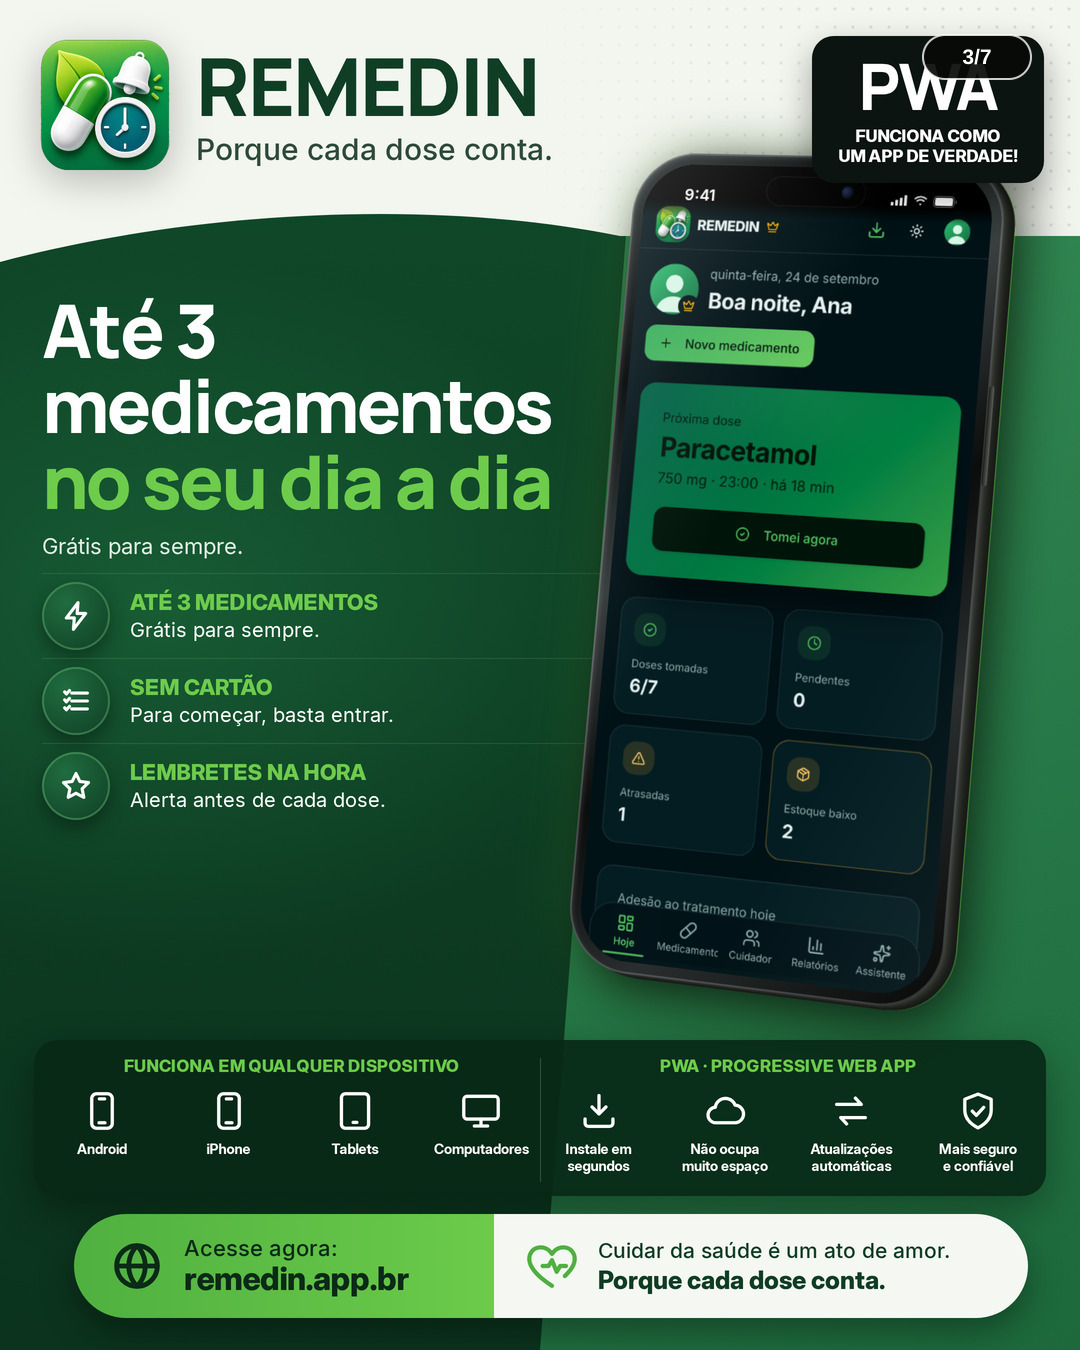 REMEDIN
Porque cada dose conta.
3/7
PWA
FUNCIONA COMO
UM APP DE VERDADE!
Até 3
medicamentos
no seu dia a dia
Grátis para sempre.
ATÉ 3 MEDICAMENTOS
Grátis para sempre.
SEM CARTÃO
Para começar, basta entrar.
LEMBRETES NA HORA
Alerta antes de cada dose.
9:41
REMEDIN
quinta-feira, 24 de setembro
Boa noite, Ana
+ Novo medicamento
Próxima dose
Paracetamol
750 mg · 23:00 · há 18 min
Tomei agora
Doses tomadas
6/7
Pendentes
0
Atrasadas
1
Estoque baixo
2
Adesão ao tratamento hoje
Hoje
Medicamentc
Cuidador
Relatórios
Assistente
FUNCIONA EM QUALQUER DISPOSITIVO
Android
iPhone
Tablets
Computadores
PWA · PROGRESSIVE WEB APP
Instale em
segundos
Não ocupa
muito espaço
Atualizações
automáticas
Mais seguro
e confiável
Acesse agora:
remedin.app.br
Cuidar da saúde é um ato de amor.
Porque cada dose conta.